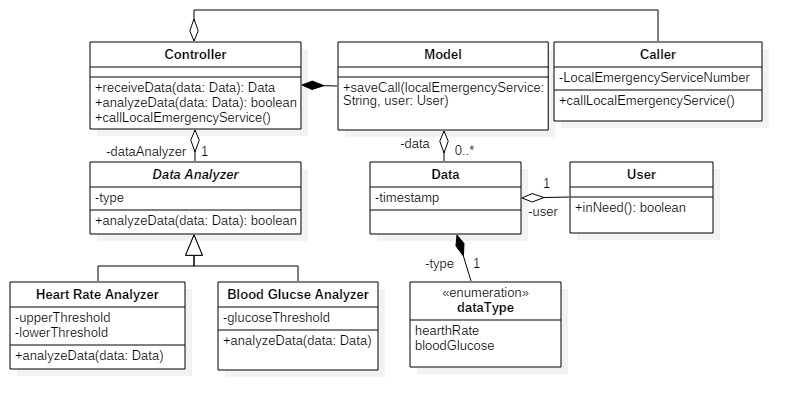 Controller
+receiveData(data: Data): Data
+analyzeData(data: Data): boolean
+callLocalEmergencyService()
Model
+saveCall(localEmergencyService:
String, user: User)
Caller
-LocalEmergencyServiceNumber
+callLocalEmergencyService()
-dataAnalyzer
1
-data
0..*
Data Analyzer
-type
+analyzeData(data: Data): boolean
Data
-timestamp
1
-user
User
+inNeed(): boolean
-type
1
Heart Rate Analyzer
-upperThreshold
-lowerThreshold
+analyzeData(data: Data)
Blood Glucse Analyzer
-glucoseThreshold
+analyzeData(data: Data)
«enumeration»
dataType
hearthRate
bloodGlucose